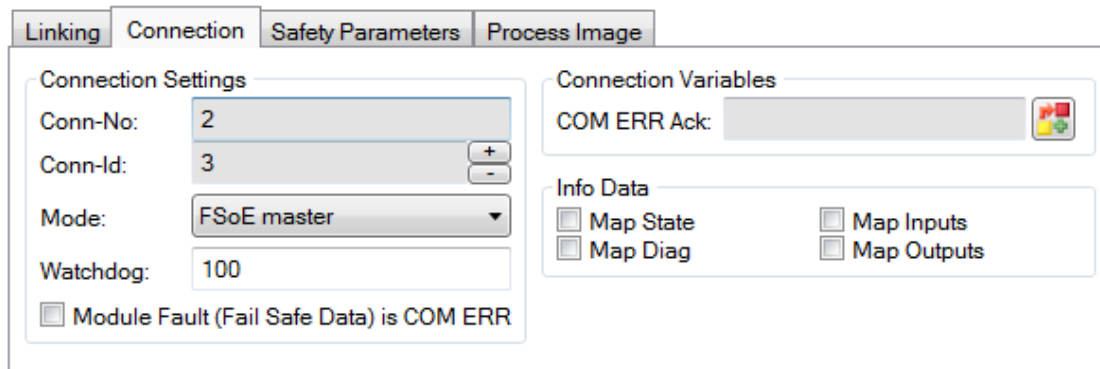 Linking Connection Safety Parameters Process Image
Connection Settings
Conn-No: 2
Conn-Id: 3
+
-
Mode: FSoE master
Watchdog: 100
Module Fault (Fail Safe Data) is COM ERR
Connection Variables
COM ERR Ack:
Info Data
Map State Map Inputs
Map Diag Map Outputs